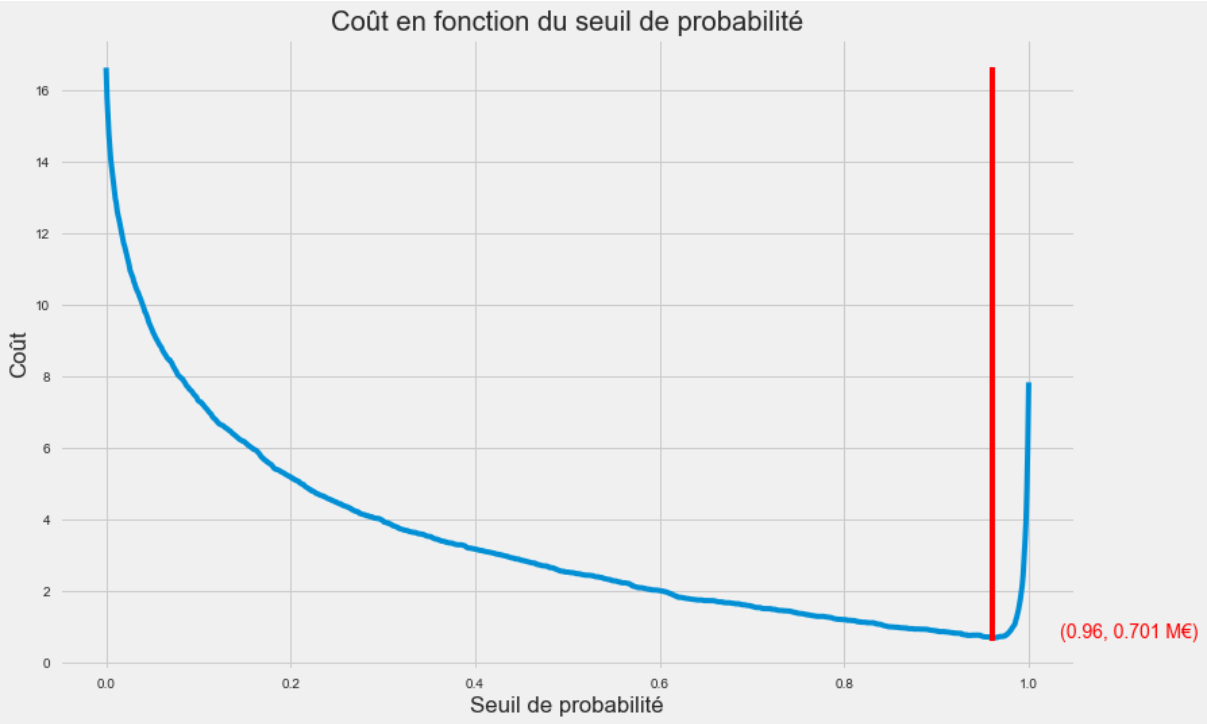 Coût en fonction du seuil de probabilité
16
14
12
10
8
6
4
2
0
Coût
(0.96, 0.701 M€)
0.0 0.2 0.4 0.6 0.8 1.0
Seuil de probabilité